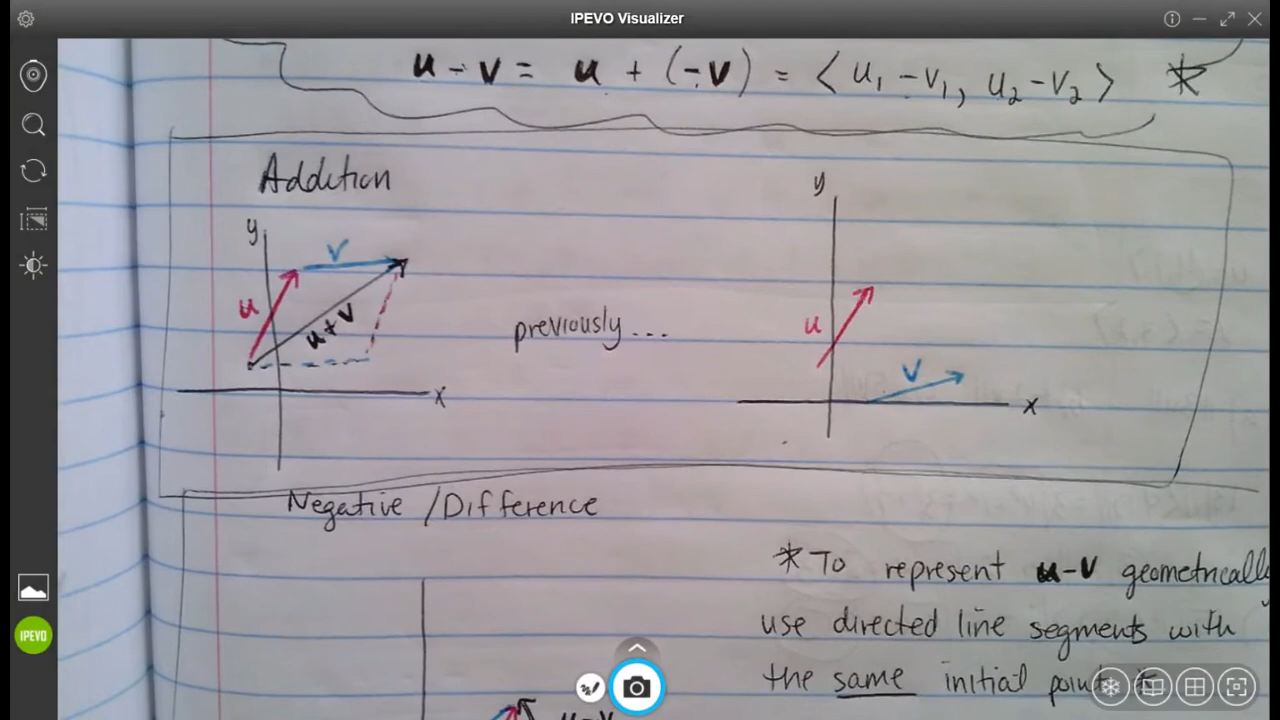 IPEVO Visualizer
u - v = u + (-v) = ⟨u₁ - v₁, u₂ - v₂⟩ *
Addition
y
v
u
u + v
x
previously...
y
u
v
x
Negative / Difference
* To represent u - v geometrically
use directed line segments with
the same initial point
u - v
IPEVO